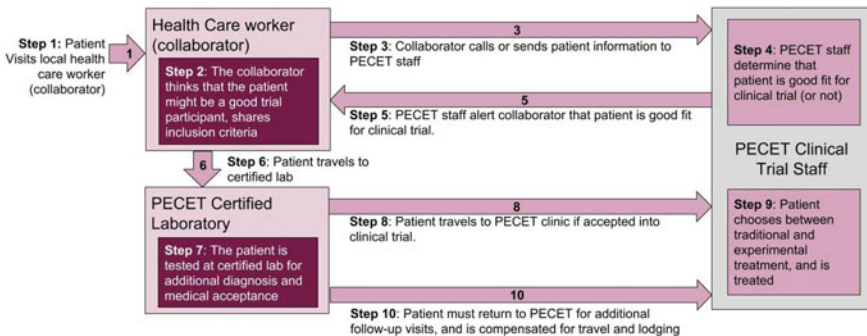 Step 1: Patient
Visits local health
care worker
(collaborator)
1
Health Care worker
(collaborator)
Step 2: The collaborator
thinks that the patient
might be a good trial
participant, shares
inclusion criteria
3
Step 3: Collaborator calls or sends patient information to
PECET staff
5
Step 5: PECET staff alert collaborator that patient is good fit
for clinical trial.
Step 4: PECET staff
determine that
patient is good fit for
clinical trial (or not)
PECET Clinical
Trial Staff
6
Step 6: Patient travels to
certified lab
PECET Certified
Laboratory
Step 7: The patient is
tested at certified lab for
additional diagnosis and
medical acceptance
8
Step 8: Patient travels to PECET clinic if accepted into
clinical trial.
Step 9: Patient
chooses between
traditional and
experimental
treatment, and is
treated
10
Step 10: Patient must return to PECET for additional
follow-up visits, and is compensated for travel and lodging